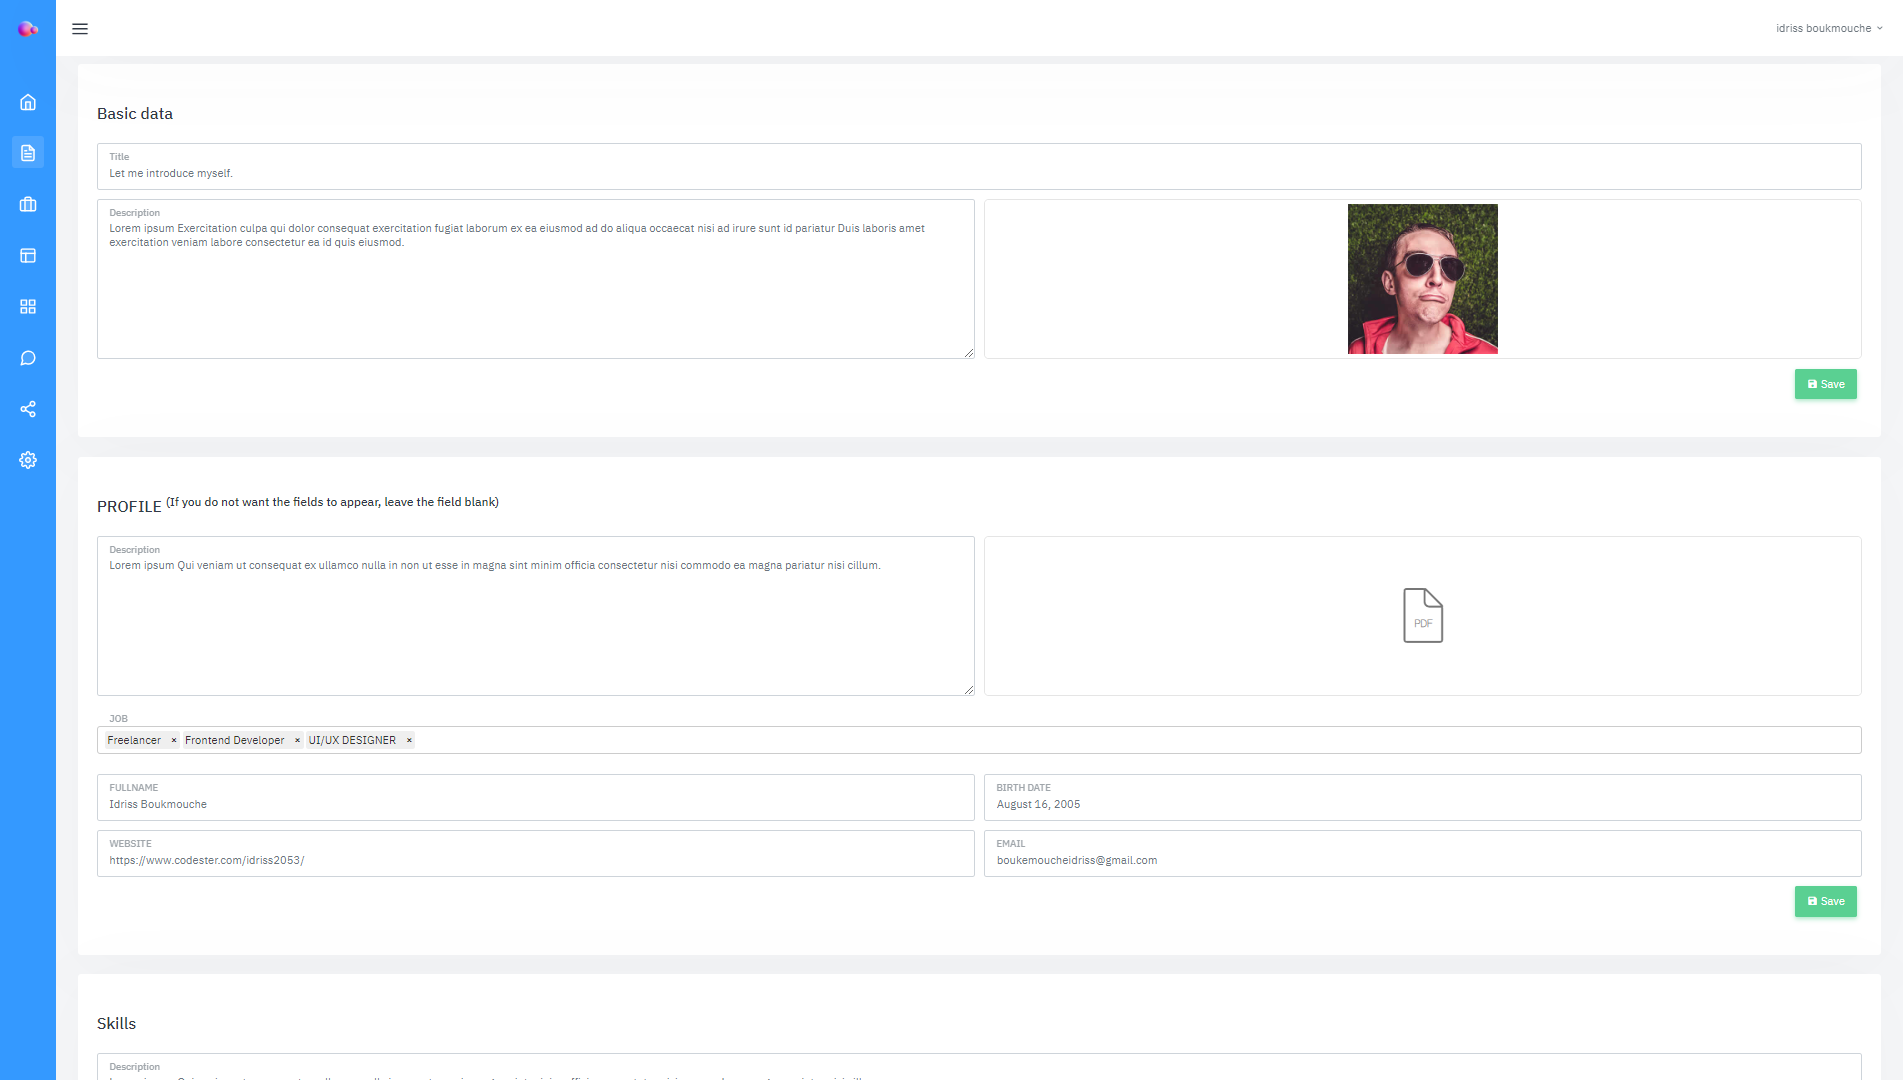 idriss boukmouche
Basic data
Title
Let me introduce myself.
Description
Lorem ipsum Exercitation culpa qui dolor consequat exercitation fugiat laborum ex ea eiusmod ad do aliqua occaecat nisi ad irure sunt id pariatur Duis laboris amet
exercitation veniam labore consectetur ea id quis eiusmod.
Save
PROFILE (If you do not want the fields to appear, leave the field blank)
Description
Lorem ipsum Qui veniam ut consequat ex ullamco nulla in non ut esse in magna sint minim officia consectetur nisi commodo ea magna pariatur nisi cillum.
PDF
JOB
Freelancer × Frontend Developer × UI/UX DESIGNER ×
FULLNAME
Idriss Boukmouche
BIRTH DATE
August 16, 2005
WEBSITE
https://www.codester.com/idriss2053/
EMAIL
boukemoucheidriss@gmail.com
Save
Skills
Description